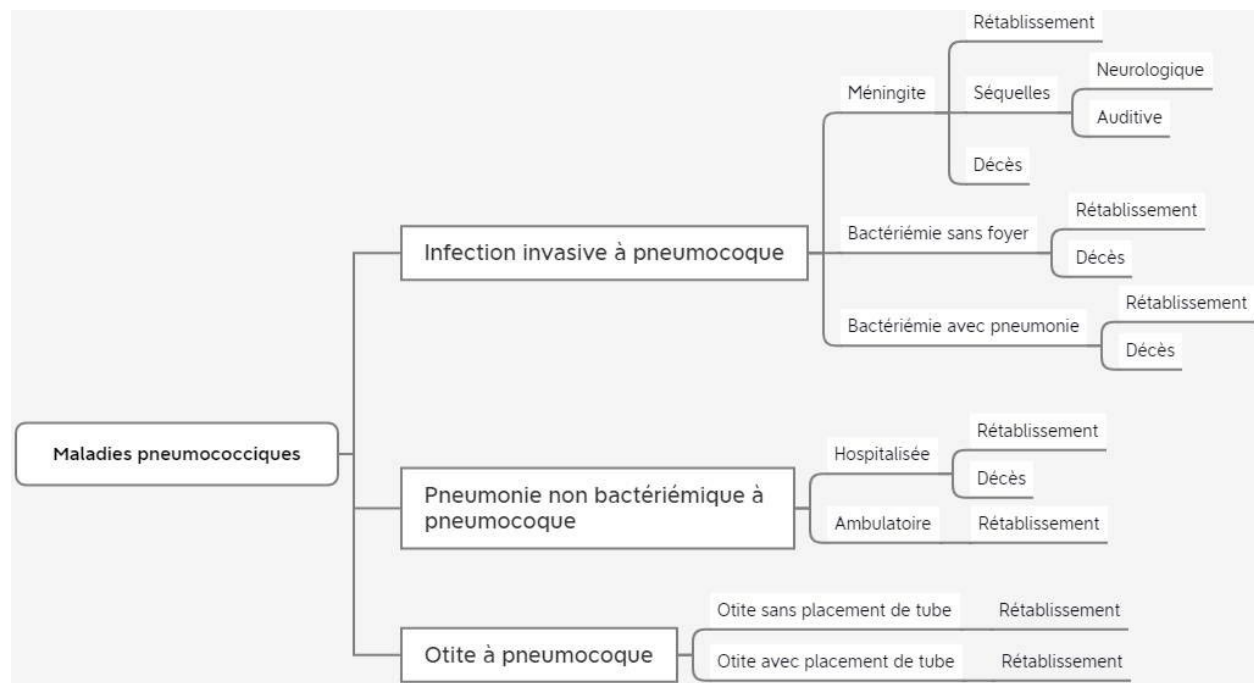 Maladies pneumococciques
Infection invasive à pneumocoque
Méningite
Rétablissement
Séquelles
Neurologique
Auditive
Décès
Bactériémie sans foyer
Rétablissement
Décès
Bactériémie avec pneumonie
Rétablissement
Décès
Pneumonie non bactériémique à
pneumocoque
Hospitalisée
Rétablissement
Décès
Ambulatoire
Rétablissement
Otite à pneumocoque
Otite sans placement de tube
Rétablissement
Otite avec placement de tube
Rétablissement